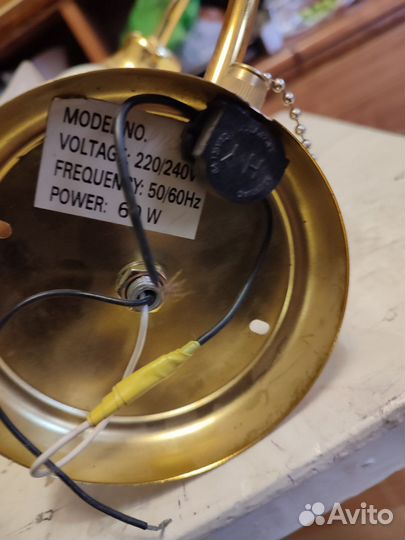 MODEL NO.
VOLTAGE: 220/240V
FREQUENCY: 50/60Hz
POWER: 60 W
Avito